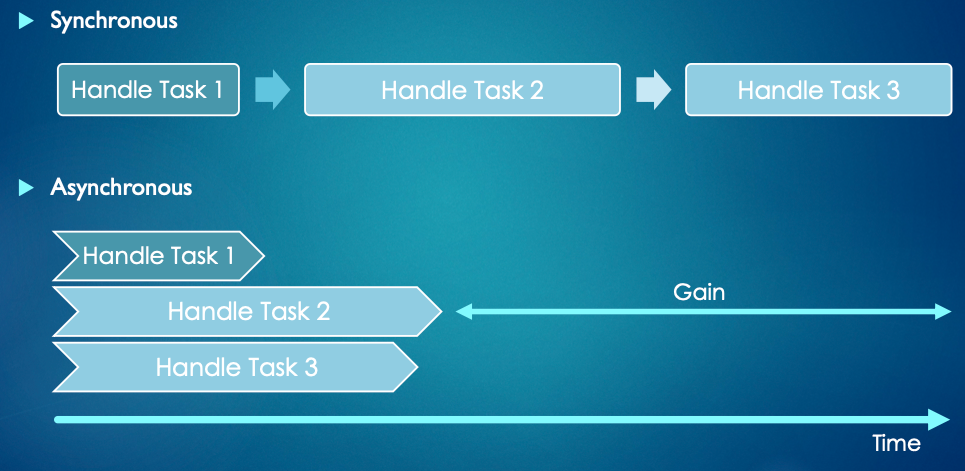 Synchronous
Handle Task 1
Handle Task 2
Handle Task 3
Asynchronous
Handle Task 1
Handle Task 2
Gain
Handle Task 3
Time